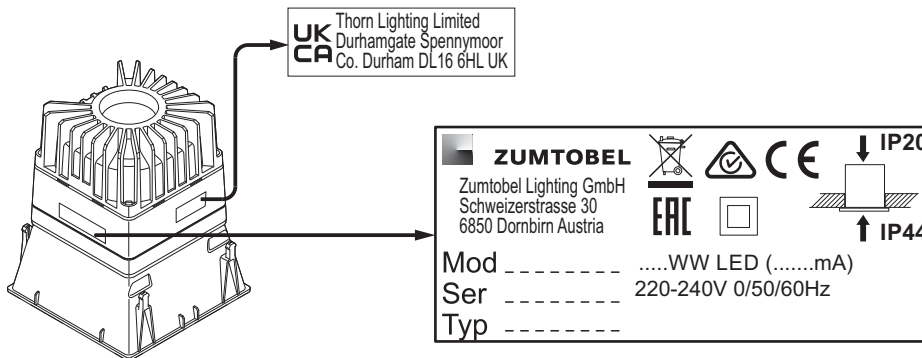 UK
CA
Thorn Lighting Limited
Durhamgate Spennymoor
Co. Durham DL16 6HL UK
ZUMTOBEL
Zumtobel Lighting GmbH
Schweizerstrasse 30
6850 Dornbirn Austria
CE
EAC
IP20
IP44
Mod _ _ _ _ _ _ _ _ .....WW LED (.......mA)
Ser _ _ _ _ _ _ _ _ 220-240V 0/50/60Hz
Typ _ _ _ _ _ _ _ _